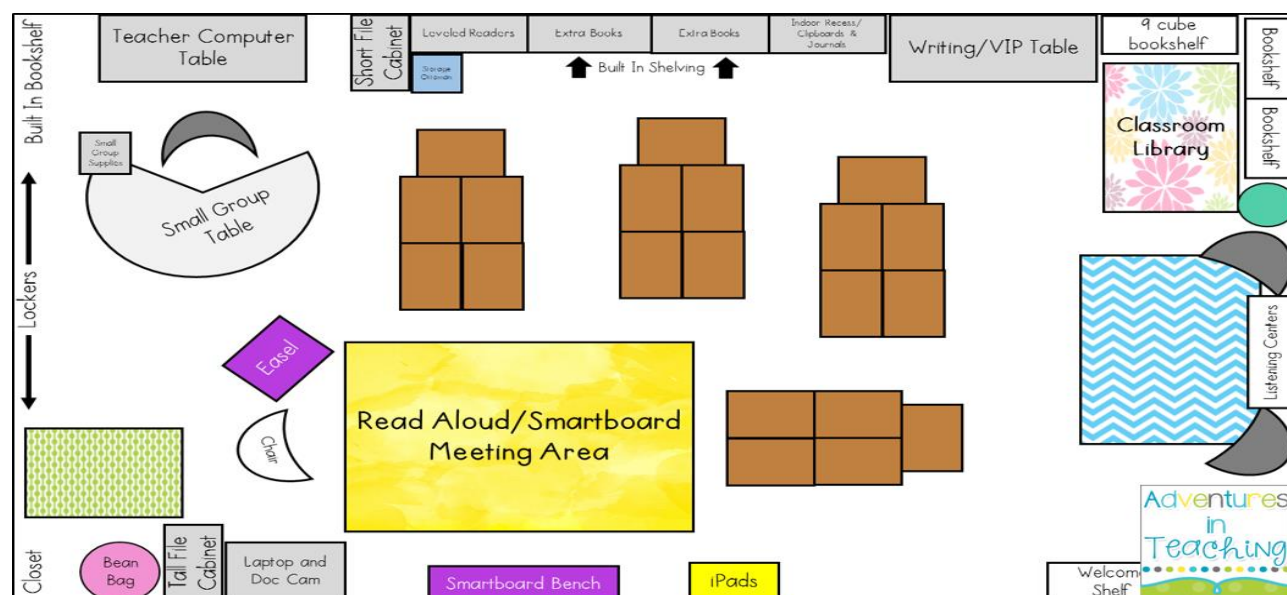 Built In Bookshelf
Teacher Computer
Table
Short File
Cabinet
Leveled Readers
Extra Books
Extra Books
Indoor Recess/
Clipboards &
Journals
Storage
Ottoman
Built In Shelving
Writing/VIP Table
9 cube
bookshelf
Bookshelf
Bookshelf
Classroom
Library
Small
Group
Supplies
Small Group
Table
Lockers
Easel
Chair
Read Aloud/Smartboard
Meeting Area
Listening Centers
Closet
Bean
Bag
Tall File
Cabinet
Laptop and
Doc Cam
Smartboard Bench
iPads
Welcome
Shelf
Adventures
in
Teaching